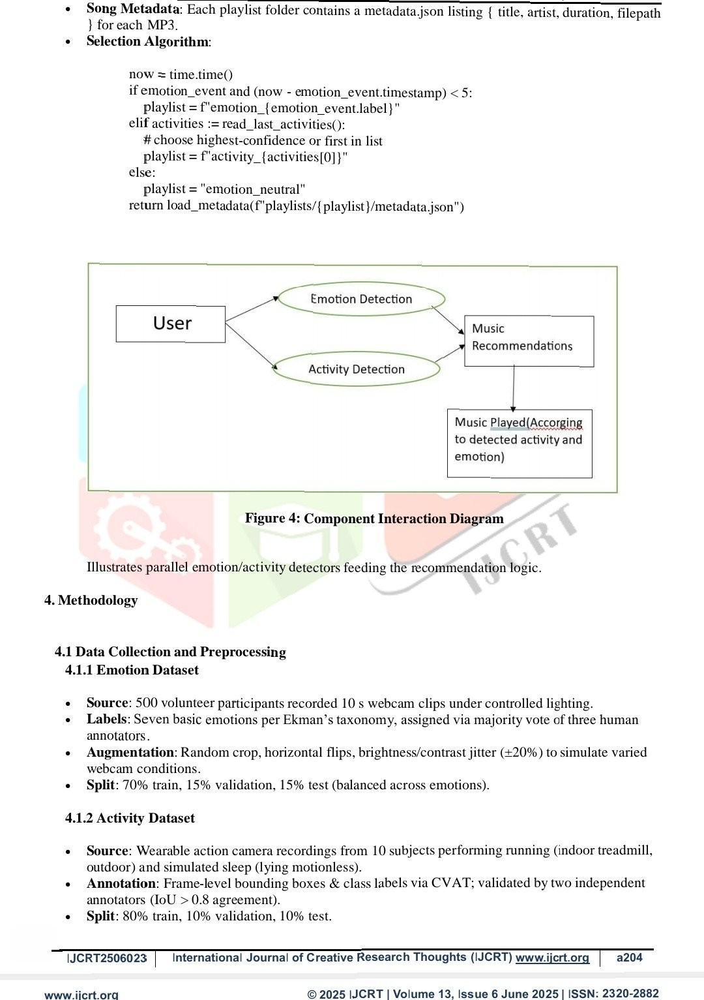 • Song Metadata: Each playlist folder contains a metadata.json listing { title, artist, duration, filepath
} for each MP3.
• Selection Algorithm:
now = time.time()
if emotion_event and (now - emotion_event.timestamp) < 5:
playlist = f"emotion_{emotion_event.label}"
elif activities := read_last_activities():
# choose highest-confidence or first in list
playlist = f"activity_{activities[0]}"
else:
playlist = "emotion_neutral"
return load_metadata(f"playlists/{playlist}/metadata.json")
User
Emotion Detection
Activity Detection
Music
Recommendations
Music Played(Accorging
to detected activity and
emotion)
Figure 4: Component Interaction Diagram
IJCRT
Illustrates parallel emotion/activity detectors feeding the recommendation logic.
4. Methodology
4.1 Data Collection and Preprocessing
4.1.1 Emotion Dataset
• Source: 500 volunteer participants recorded 10 s webcam clips under controlled lighting.
• Labels: Seven basic emotions per Ekman’s taxonomy, assigned via majority vote of three human
annotators.
• Augmentation: Random crop, horizontal flips, brightness/contrast jitter (±20%) to simulate varied
webcam conditions.
• Split: 70% train, 15% validation, 15% test (balanced across emotions).
4.1.2 Activity Dataset
• Source: Wearable action camera recordings from 10 subjects performing running (indoor treadmill,
outdoor) and simulated sleep (lying motionless).
• Annotation: Frame-level bounding boxes & class labels via CVAT; validated by two independent
annotators (IoU > 0.8 agreement).
• Split: 80% train, 10% validation, 10% test.
IJCRT2506023 International Journal of Creative Research Thoughts (IJCRT) www.ijcrt.org a204
www.ijcrt.org © 2025 IJCRT | Volume 13, Issue 6 June 2025 | ISSN: 2320-2882